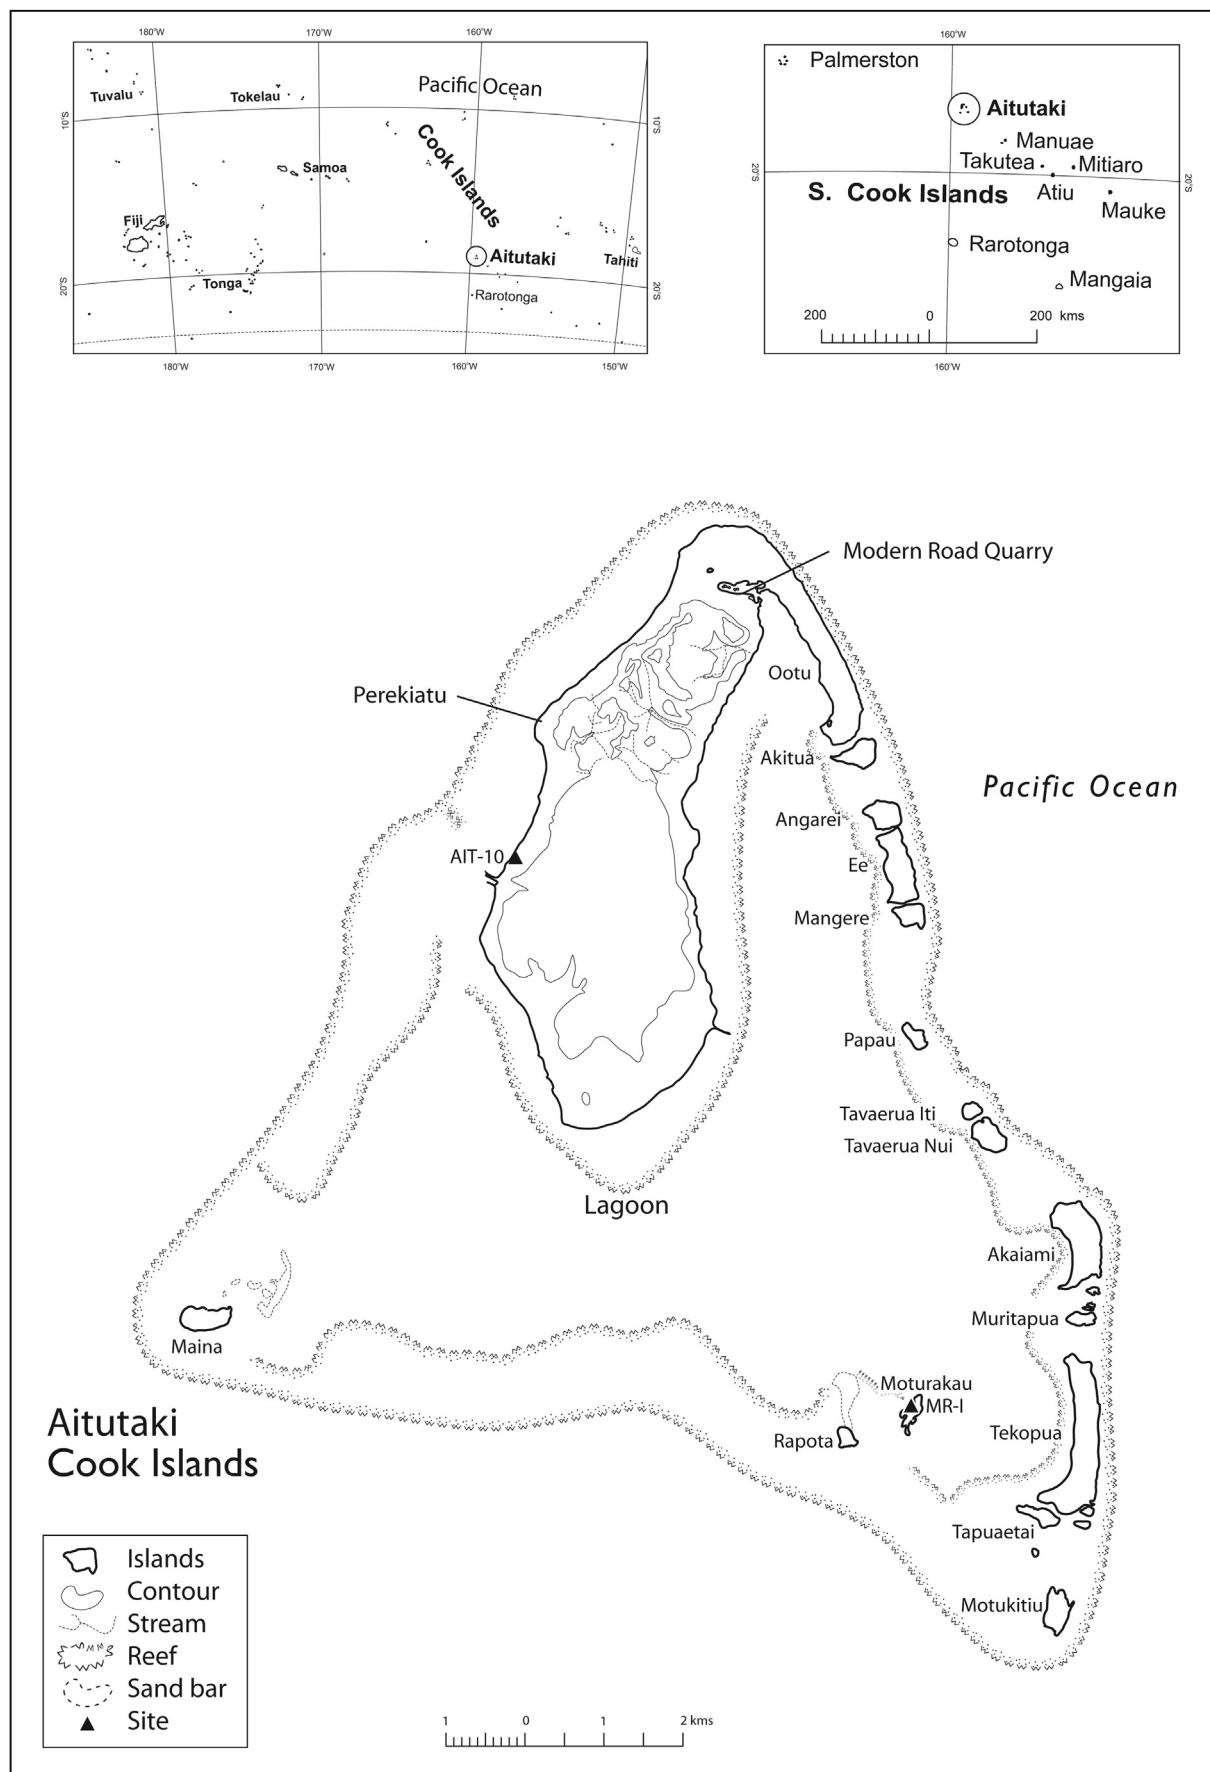 180°W
170°W
160°W
Pacific Ocean
Tuvalu
Tokelau
10°S
10°S
Cook Islands
Samoa
Fiji
Aitutaki
Tahiti
Tonga
20°S
20°S
Rarotonga
180°W
170°W
160°W
150°W
160°W
Palmerston
Aitutaki
Manuae
Takutea
Mitiaro
20°S
20°S
S. Cook Islands
Atiu
Mauke
Rarotonga
Mangaia
200 0 200 kms
160°W
Modern Road Quarry
Ootu
Perekiatu
Akitua
Pacific Ocean
Angarei
AIT-10
Ee
Mangere
Papau
Tavaerua Iti
Tavaerua Nui
Lagoon
Akaiami
Muritapua
Maina
Moturakau
MR-I
Rapota
Tekopua
Tapuaetai
Motukitiu
Aitutaki
Cook Islands
Islands
Contour
Stream
Reef
Sand bar
Site
1 0 1 2 kms